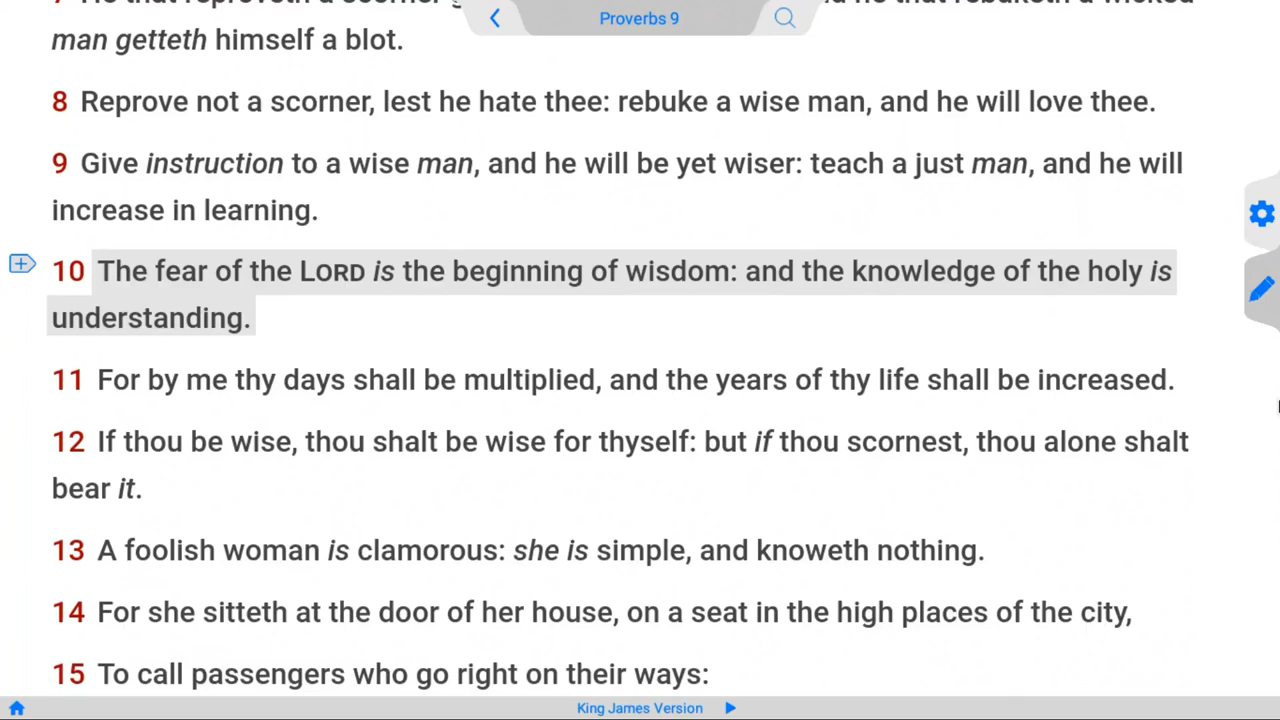 Proverbs 9
man getteth himself a blot.
8 Reprove not a scorner, lest he hate thee: rebuke a wise man, and he will love thee.
9 Give instruction to a wise man, and he will be yet wiser: teach a just man, and he will
increase in learning.
10 The fear of the LORD is the beginning of wisdom: and the knowledge of the holy is
understanding.
11 For by me thy days shall be multiplied, and the years of thy life shall be increased.
12 If thou be wise, thou shalt be wise for thyself: but if thou scornest, thou alone shalt
bear it.
13 A foolish woman is clamorous: she is simple, and knoweth nothing.
14 For she sitteth at the door of her house, on a seat in the high places of the city,
15 To call passengers who go right on their ways:
King James Version